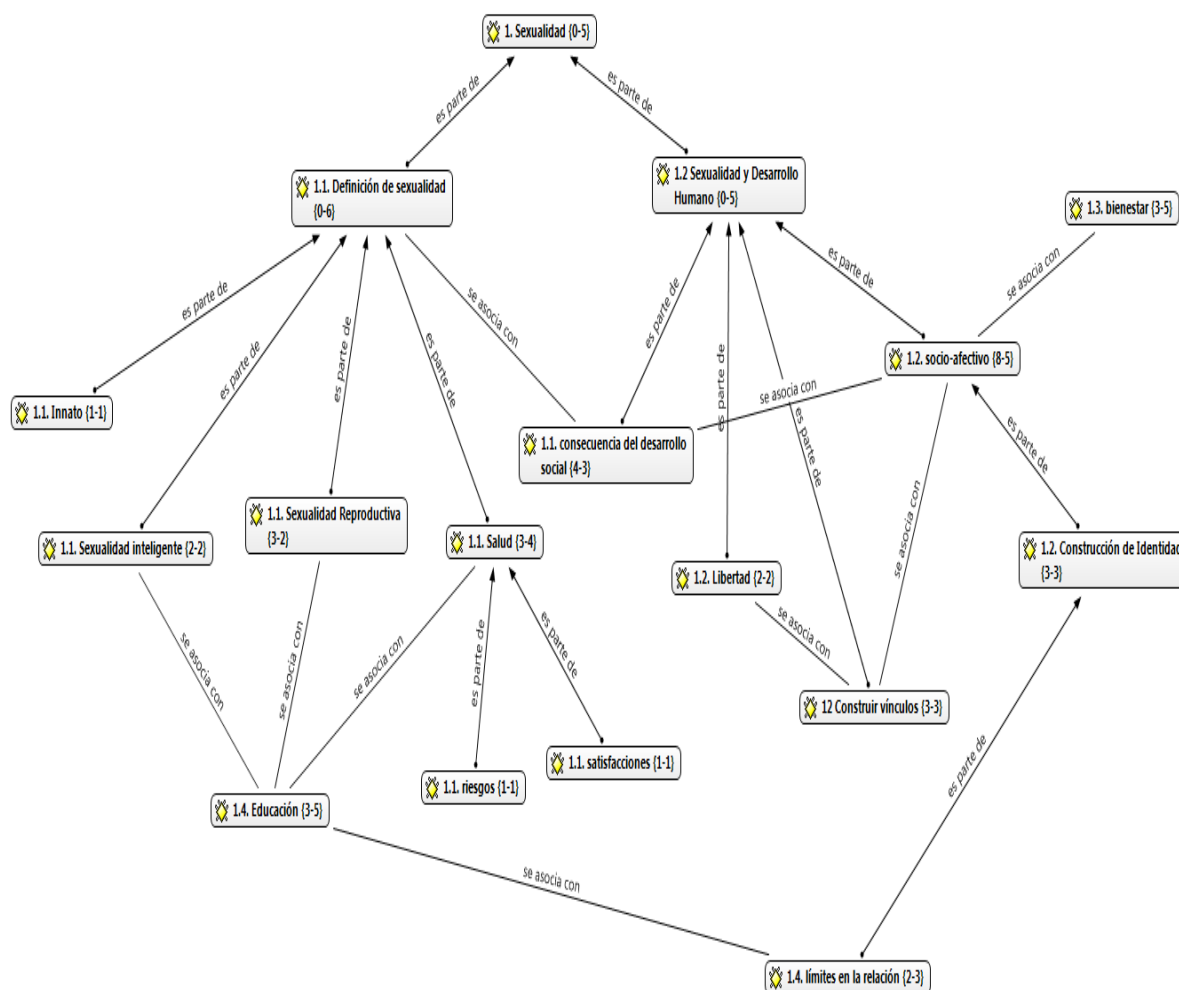 1. Sexualidad {0-5}
es parte de
es parte de
1.1. Definición de sexualidad
{0-6}
1.2 Sexualidad y Desarrollo
Humano {0-5}
1.3. bienestar {3-5}
es parte de
es parte de
es parte de
es parte de
se asocia con
es parte de
es parte de
es parte de
es parte de
se asocia con
1.2. socio-afectivo {8-5}
se asocia con
1.1. Innato {1-1}
1.1. consecuencia del desarrollo
social {4-3}
es parte de
se asocia con
1.1. Sexualidad inteligente {2-2}
1.1. Sexualidad Reproductiva
{3-2}
1.1. Salud {3-4}
1.2. Libertad {2-2}
1.2. Construcción de Identidad
{3-3}
se asocia con
se asocia con
se asocia con
es parte de
es parte de
se asocia con
12 Construir vínculos {3-3}
1.1. satisfacciones {1-1}
1.1. riesgos {1-1}
es parte de
1.4. Educación {3-5}
se asocia con
1.4. límites en la relación {2-3}